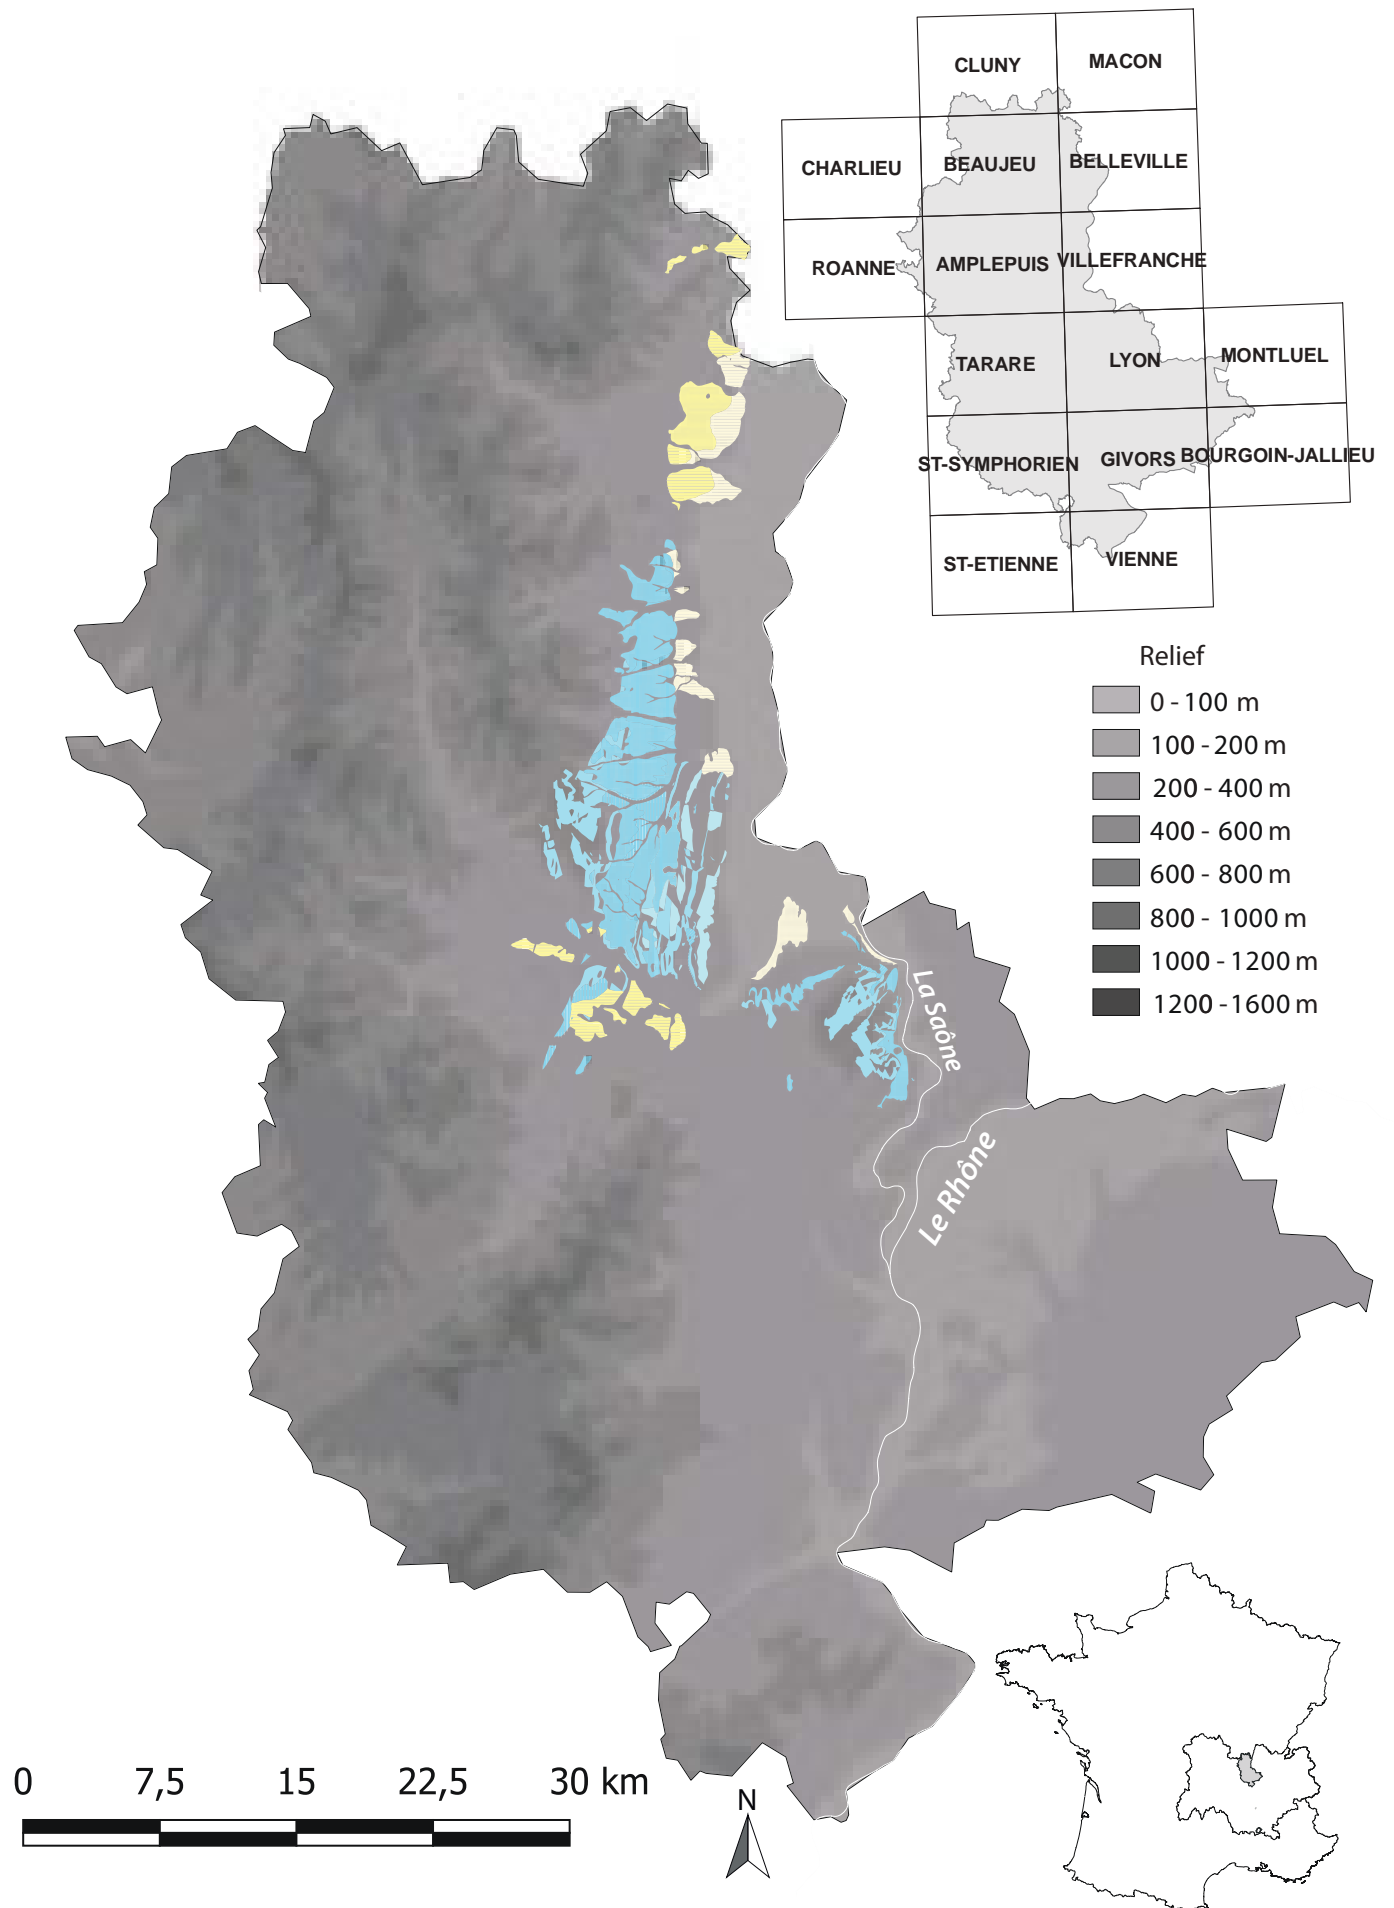 CLUNY
MACON
CHARLIEU
BEAUJEU
BELLEVILLE
ROANNE
AMPLEPUIS
VILLEFRANCHE
TARARE
LYON
MONTLUEL
ST-SYMPHORIEN
GIVORS
BOURGOIN-JALLIEU
ST-ETIENNE
VIENNE
Relief
0 - 100 m
100 - 200 m
200 - 400 m
400 - 600 m
600 - 800 m
800 - 1000 m
1000 - 1200 m
1200 - 1600 m
La Saône
Le Rhône
0 7,5 15 22,5 30 km
N